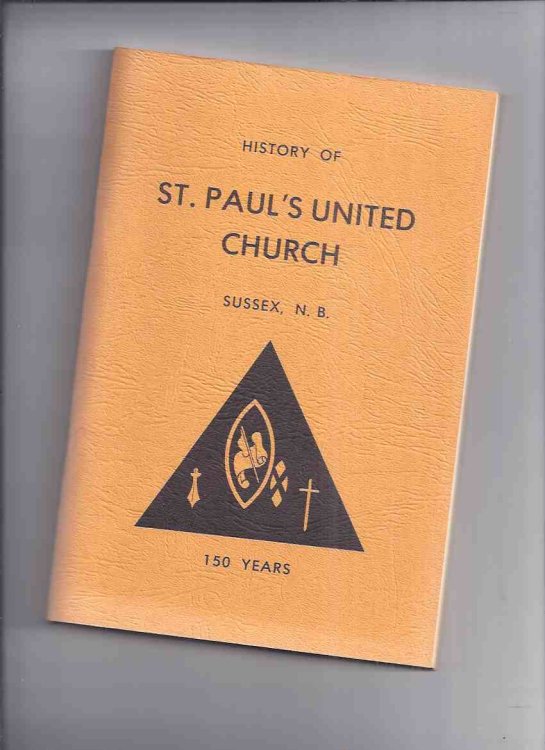 HISTORY OF
ST. PAUL'S UNITED
CHURCH
SUSSEX, N. B.
150 YEARS